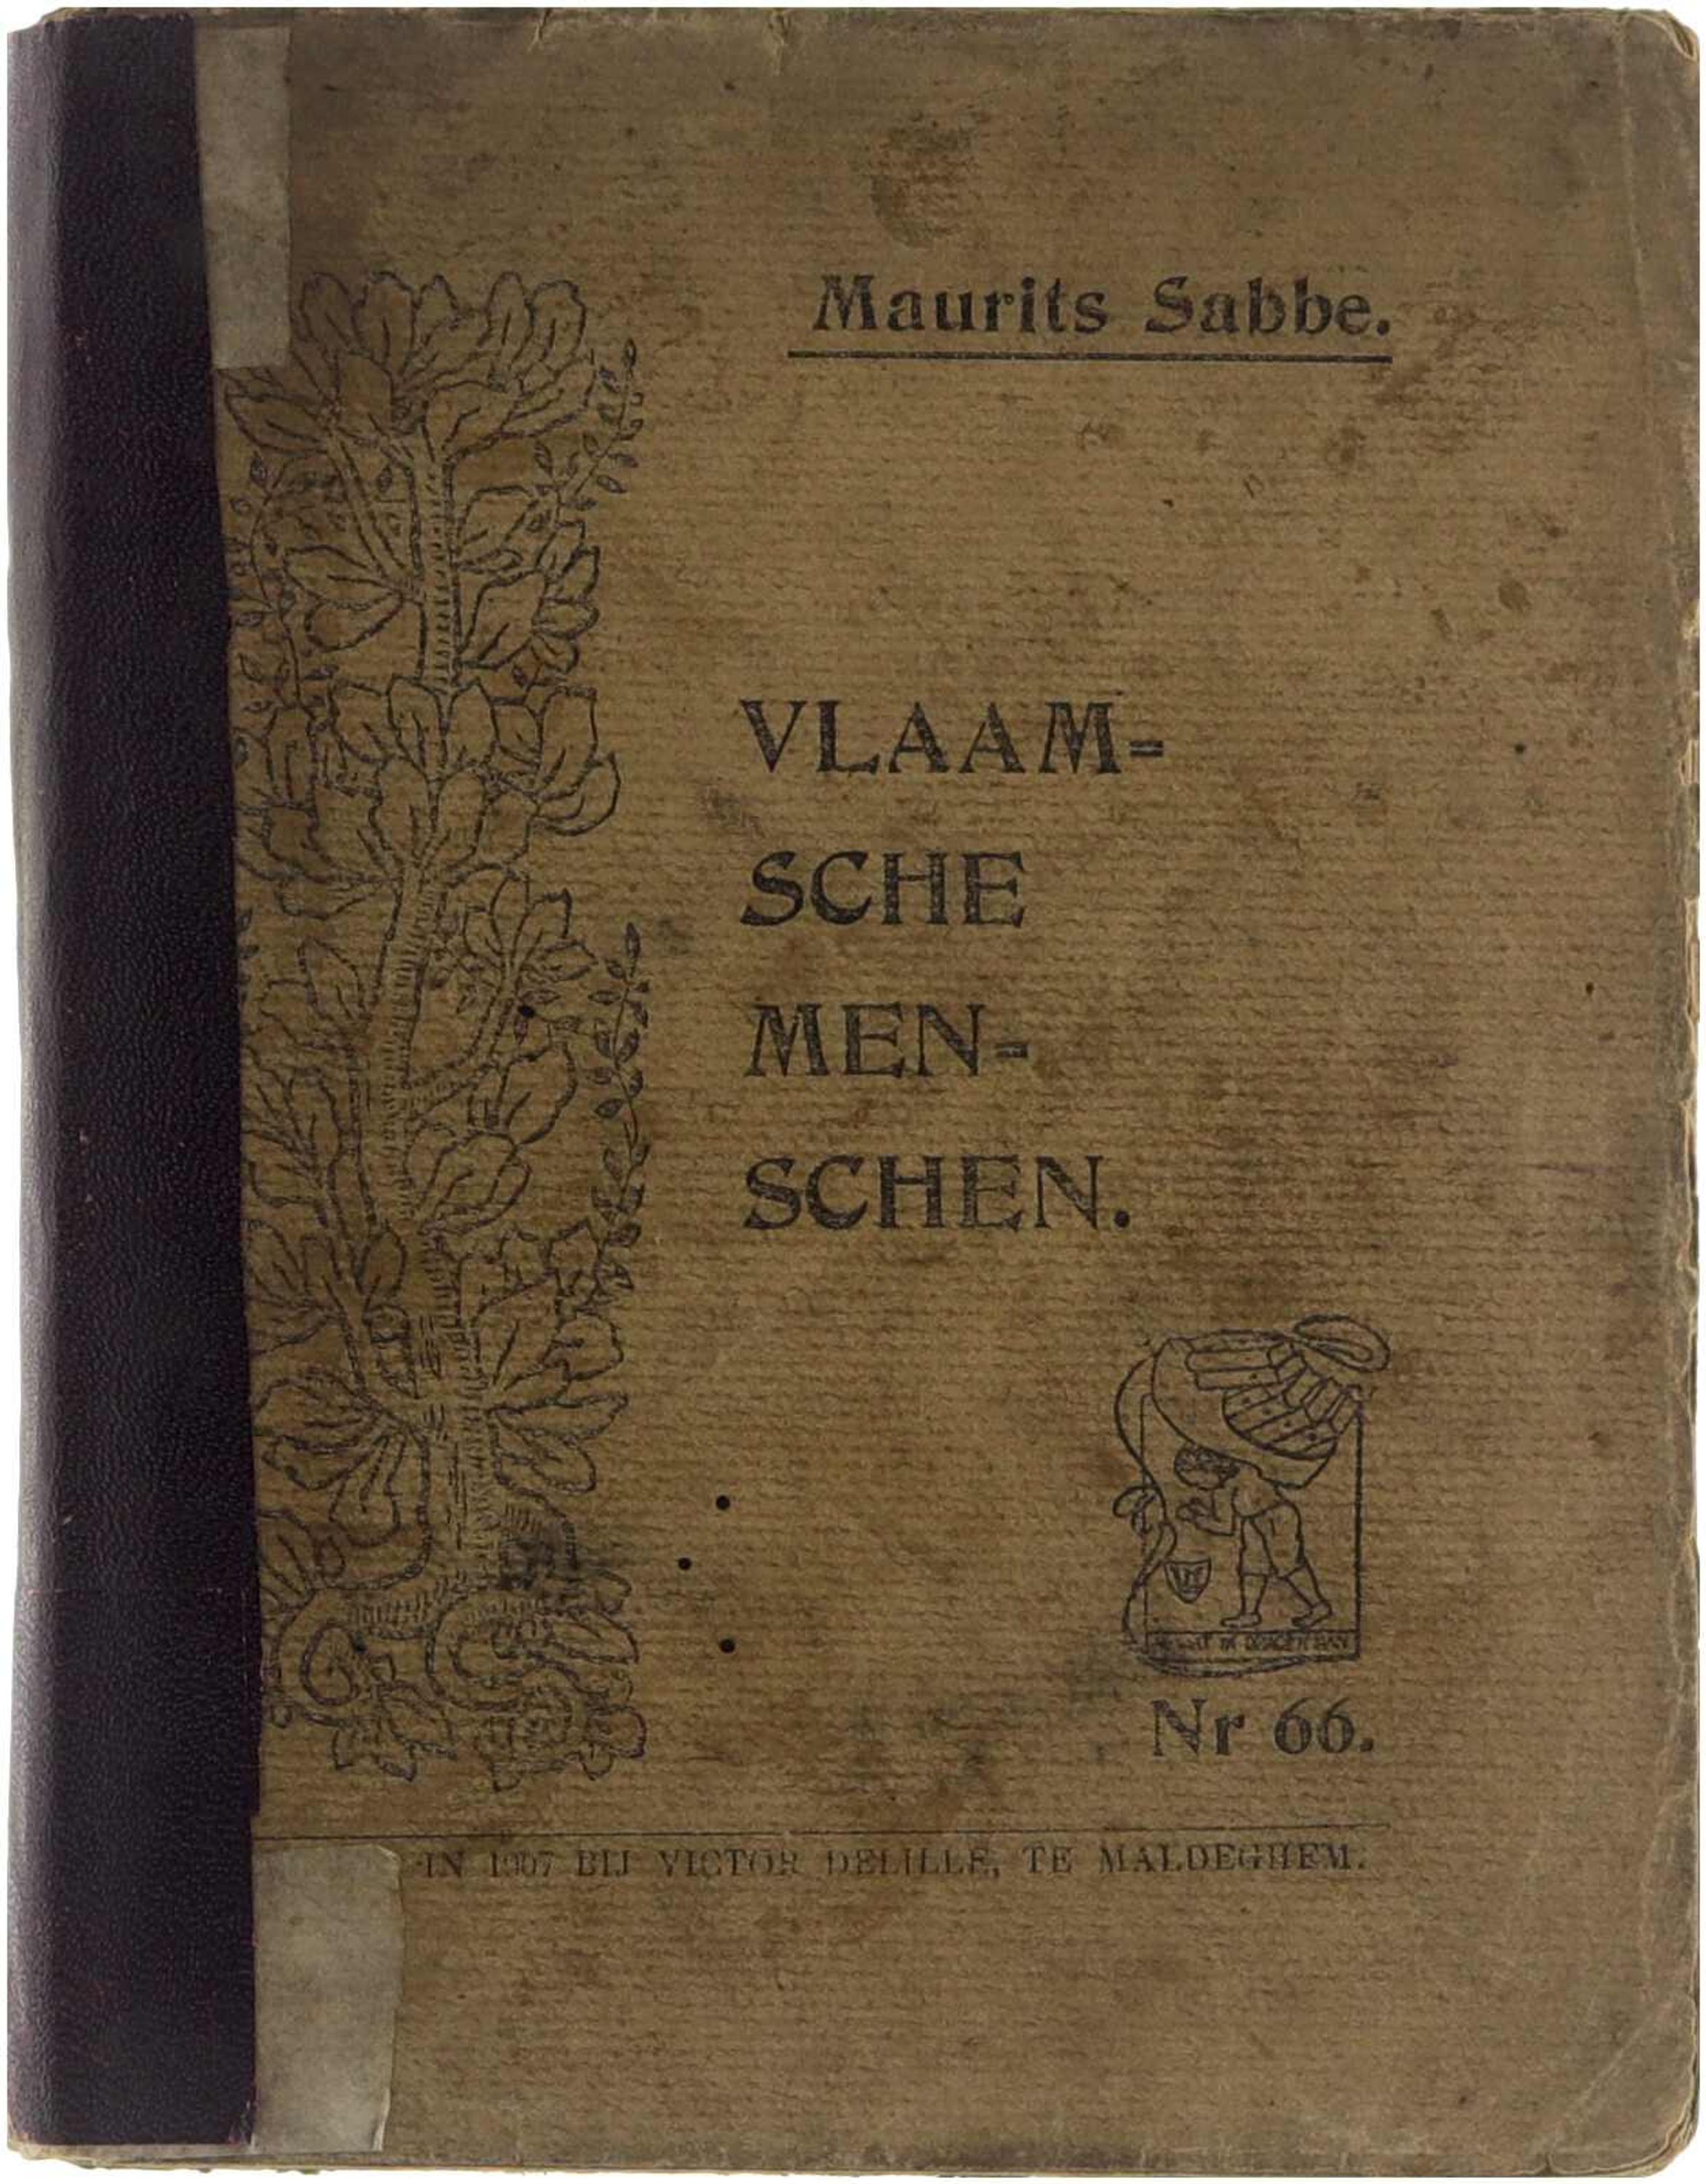 Maurits Sabbe.
VLAAM=
SCHE
MEN=
SCHEN.
Nr 66.
IN 1907 BIJ VICTOR DELILLE, TE MALDEGHEM.